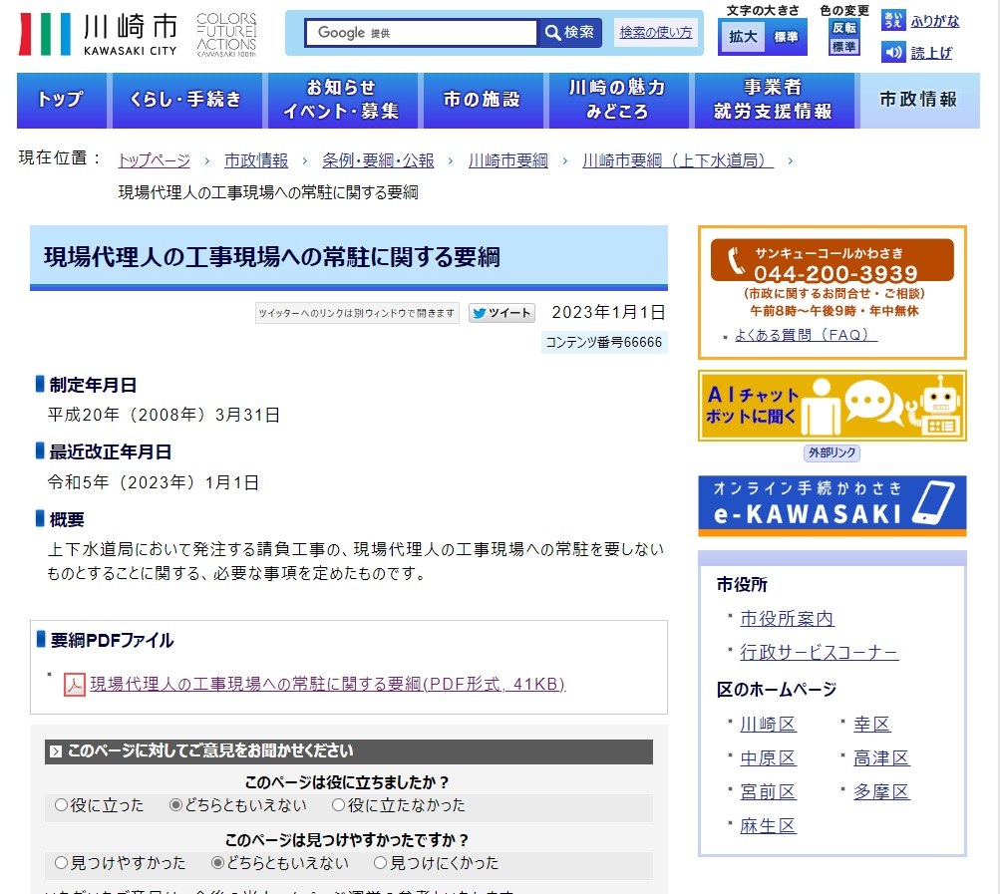 川崎市
KAWASAKI CITY
COLORS,
FUTURE!
ACTIONS
KAWASAKI 100th
Google 提供
検索
検索の使い方
文字の大きさ
拡大 標準
色の変更
反転
標準
あい
うえ
ふりがな
読上げ
トップ
くらし・手続き
お知らせ
イベント・募集
市の施設
川崎の魅力
みどころ
事業者
就労支援情報
市政情報
現在位置： トップページ › 市政情報 › 条例・要綱・公報 › 川崎市要綱 › 川崎市要綱（上下水道局） ›
現場代理人の工事現場への常駐に関する要綱
現場代理人の工事現場への常駐に関する要綱
ツイッターへのリンクは別ウィンドウで開きます ツイート 2023年1月1日
コンテンツ番号66666
制定年月日
平成20年（2008年）3月31日
最近改正年月日
令和5年（2023年）1月1日
概要
上下水道局において発注する請負工事の、現場代理人の工事現場への常駐を要しない
ものとすることに関する、必要な事項を定めたものです。
要綱PDFファイル
現場代理人の工事現場への常駐に関する要綱(PDF形式, 41KB)
このページに対してご意見をお聞かせください
このページは役に立ちましたか？
役に立った どちらともいえない 役に立たなかった
このページは見つけやすかったですか？
見つけやすかった どちらともいえない 見つけにくかった
サンキューコールかわさき
044-200-3939
（市政に関するお問合せ・ご相談）
午前8時～午後9時・年中無休
よくある質問（FAQ）
AIチャット
ボットに聞く
外部リンク
オンライン手続かわさき
e-KAWASAKI
市役所
市役所案内
行政サービスコーナー
区のホームページ
川崎区 幸区
中原区 高津区
宮前区 多摩区
麻生区